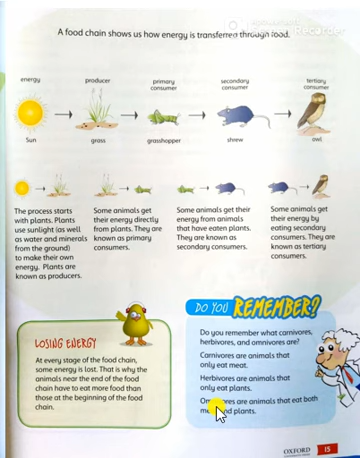 A food chain shows us how energy is transferred through food.
Recorder
energy
producer
primary
consumer
secondary
consumer
tertiary
consumer
Sun
grass
grasshopper
shrew
owl
The process starts
with plants. Plants
use sunlight (as well
as water and minerals
from the ground)
to make their own
energy. Plants are
known as producers.
Some animals get
their energy directly
from plants. They are
known as primary
consumers.
Some animals get their
energy from animals
that have eaten plants.
They are known as
secondary consumers.
Some animals get
their energy by
eating secondary
consumers. They are
known as tertiary
consumers.
LOSING ENERGY
At every stage of the food chain,
some energy is lost. That is why the
animals near the end of the food
chain have to eat more food than
those at the beginning of the food
chain.
DO YOU REMEMBER?
Do you remember what carnivores,
herbivores, and omnivores are?
Carnivores are animals that
only eat meat.
Herbivores are animals that
only eat plants.
are animals that eat both
plants.
OXFORD 15